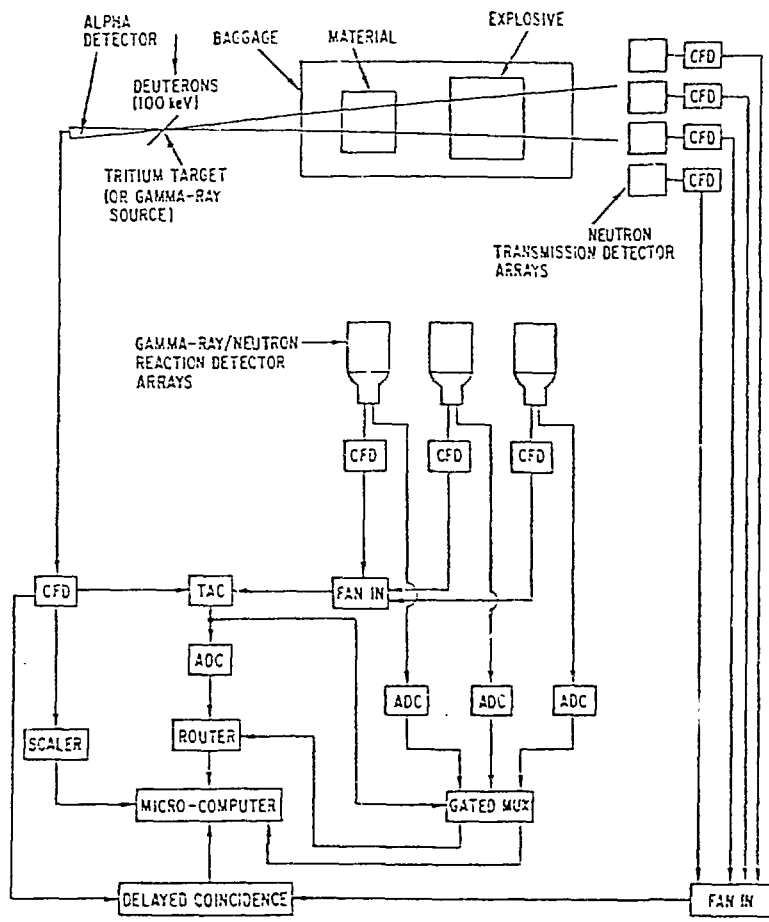 ALPHA
DETECTOR
DEUTERONS
(100 keV)
BAGGAGE
MATERIAL
EXPLOSIVE
CFD
CFD
CFD
CFD
TRITIUM TARGET
(OR GAMMA-RAY
SOURCE)
NEUTRON
TRANSMISSION DETECTOR
ARRAYS
GAMMA-RAY/NEUTRON
REACTION DETECTOR
ARRAYS
CFD
CFD
CFD
CFD
TAC
FAN IN
ADC
ADC
ADC
ADC
SCALER
ROUTER
MICRO-COMPUTER
GATED MUX
DELAYED COINCIDENCE
FAN IN